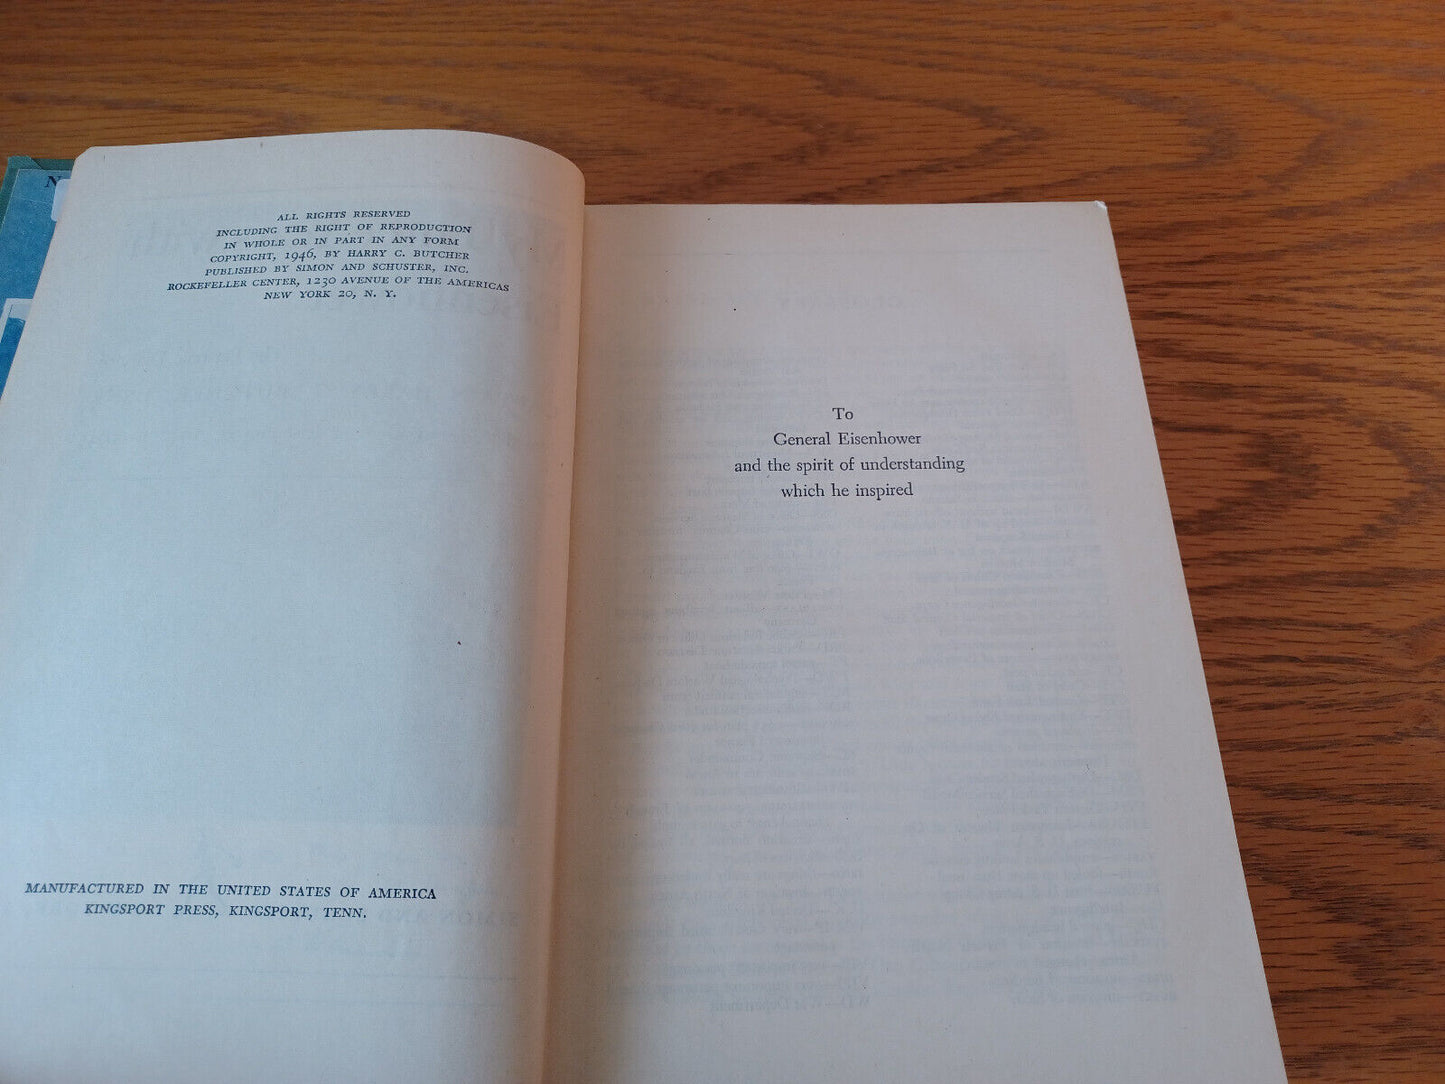 ALL RIGHTS RESERVED
INCLUDING THE RIGHT OF REPRODUCTION
IN WHOLE OR IN PART IN ANY FORM
COPYRIGHT, 1946, BY HARRY C. BUTCHER
PUBLISHED BY SIMON AND SCHUSTER, INC.
ROCKEFELLER CENTER, 1230 AVENUE OF THE AMERICAS
NEW YORK 20, N. Y.
MANUFACTURED IN THE UNITED STATES OF AMERICA
KINGSPORT PRESS, KINGSPORT, TENN.
To
General Eisenhower
and the spirit of understanding
which he inspired